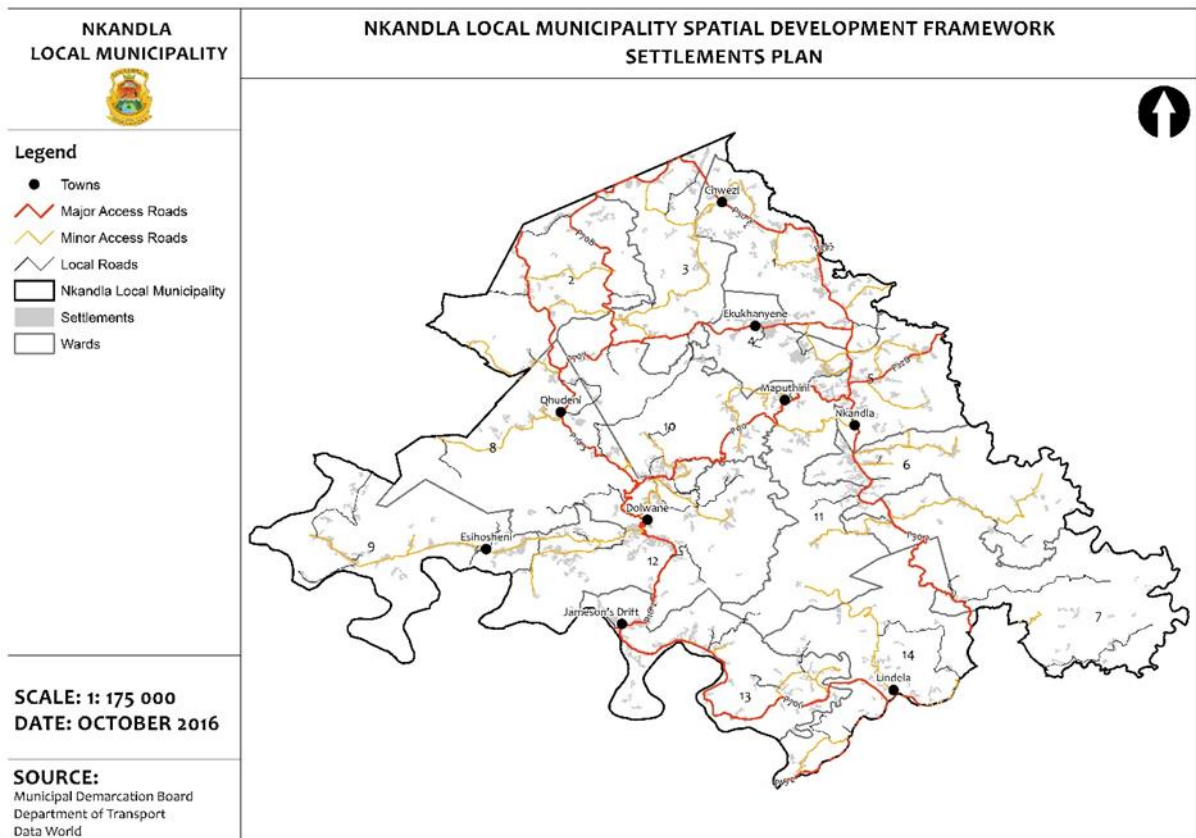 NKANDLA
LOCAL MUNICIPALITY
NKANDLA LOCAL MUNICIPALITY SPATIAL DEVELOPMENT FRAMEWORK
SETTLEMENTS PLAN
Legend
Towns
Major Access Roads
Minor Access Roads
Local Roads
Nkandla Local Municipality
Settlements
Wards
SCALE: 1: 175 000
DATE: OCTOBER 2016
SOURCE:
Municipal Demarcation Board
Department of Transport
Data World
Chwezi
1
3
2
Ekukhanyene
4
5
Maputhini
Qhudeni
Nkandla
10
8
6
11
Dolwane
9
Esihosheni
12
Jameson's Drift
7
14
Lindela
13